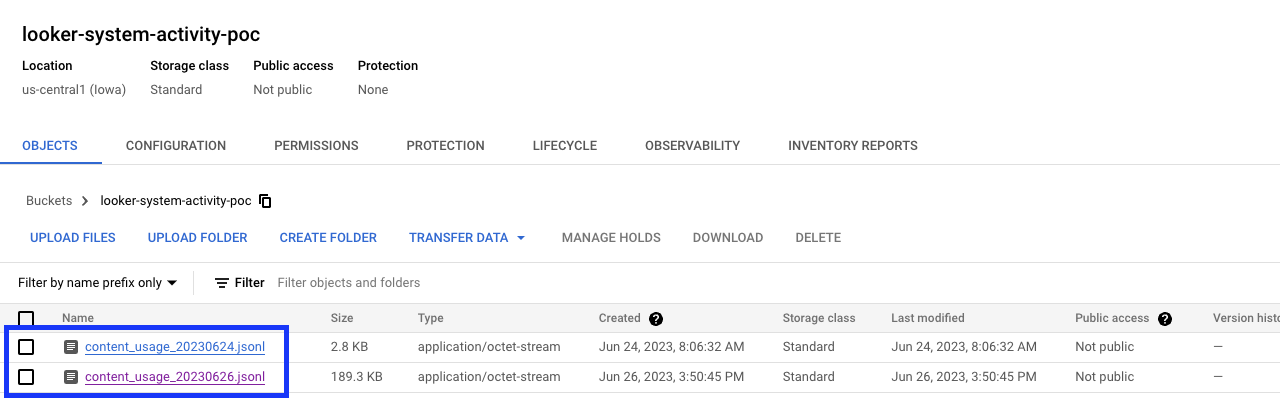 looker-system-activity-poc
Location Storage class Public access Protection
us-central1 (Iowa) Standard Not public None
OBJECTS CONFIGURATION PERMISSIONS PROTECTION LIFECYCLE OBSERVABILITY INVENTORY REPORTS
Buckets > looker-system-activity-poc
UPLOAD FILES UPLOAD FOLDER CREATE FOLDER TRANSFER DATA MANAGE HOLDS DOWNLOAD DELETE
Filter by name prefix only Filter Filter objects and folders
Name Size Type Created ? Storage class Last modified Public access ? Version histo
content_usage_20230624.jsonl 2.8 KB application/octet-stream Jun 24, 2023, 8:06:32 AM Standard Jun 24, 2023, 8:06:32 AM Not public —
content_usage_20230626.jsonl 189.3 KB application/octet-stream Jun 26, 2023, 3:50:45 PM Standard Jun 26, 2023, 3:50:45 PM Not public —